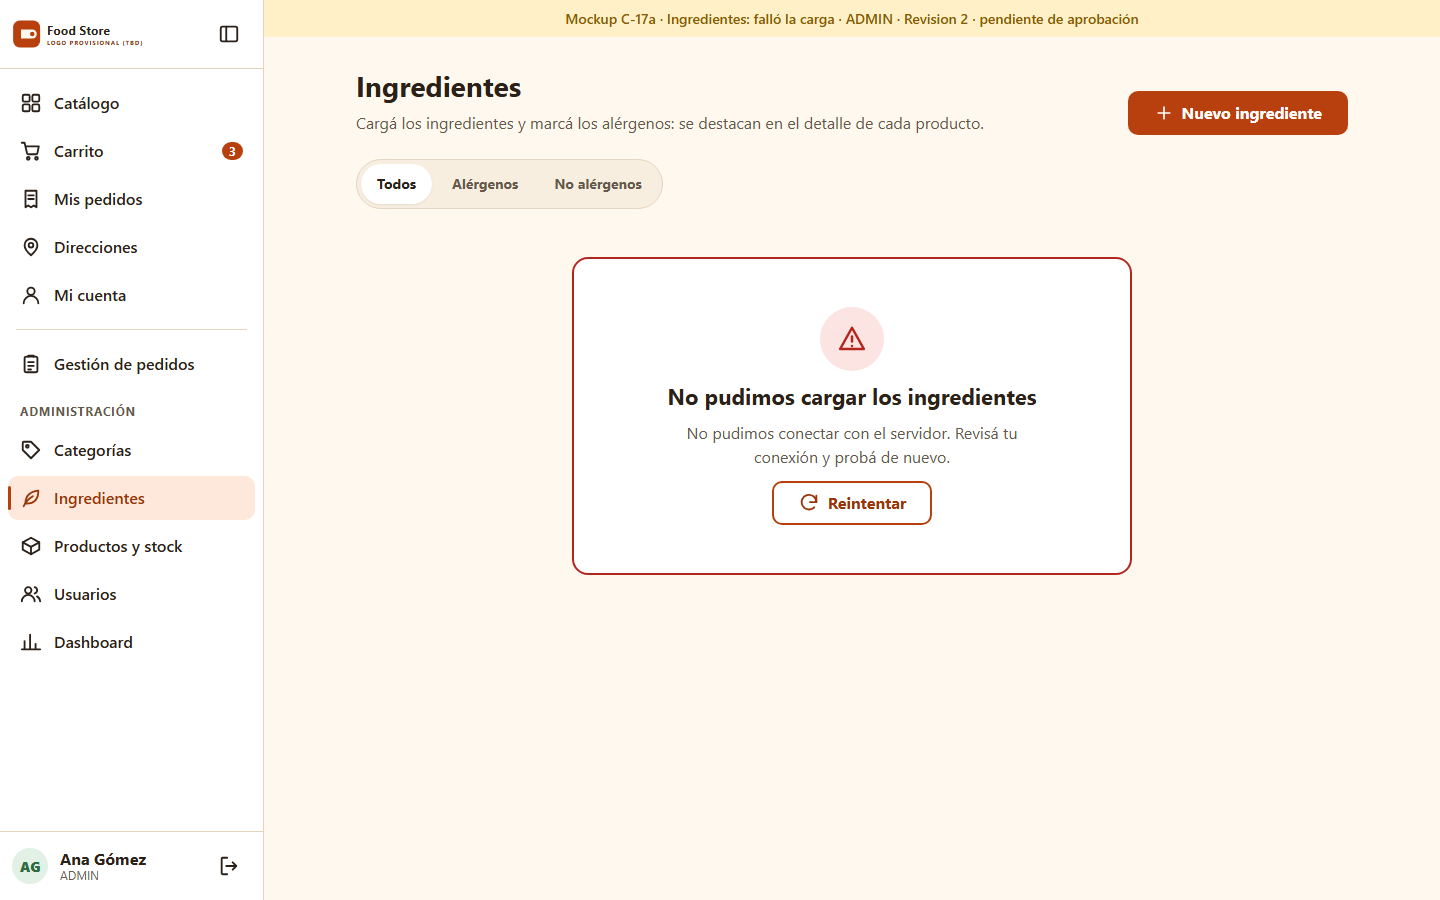 Food Store
LOGO PROVISIONAL (TBD)
Catálogo
Carrito
3
Mis pedidos
Direcciones
Mi cuenta
Gestión de pedidos
ADMINISTRACIÓN
Categorías
Ingredientes
Productos y stock
Usuarios
Dashboard
AG
Ana Gómez
ADMIN
Mockup C-17a · Ingredientes: falló la carga · ADMIN · Revision 2 · pendiente de aprobación
Ingredientes
Cargá los ingredientes y marcá los alérgenos: se destacan en el detalle de cada producto.
Nuevo ingrediente
Todos
Alérgenos
No alérgenos
No pudimos cargar los ingredientes
No pudimos conectar con el servidor. Revisá tu
conexión y probá de nuevo.
Reintentar